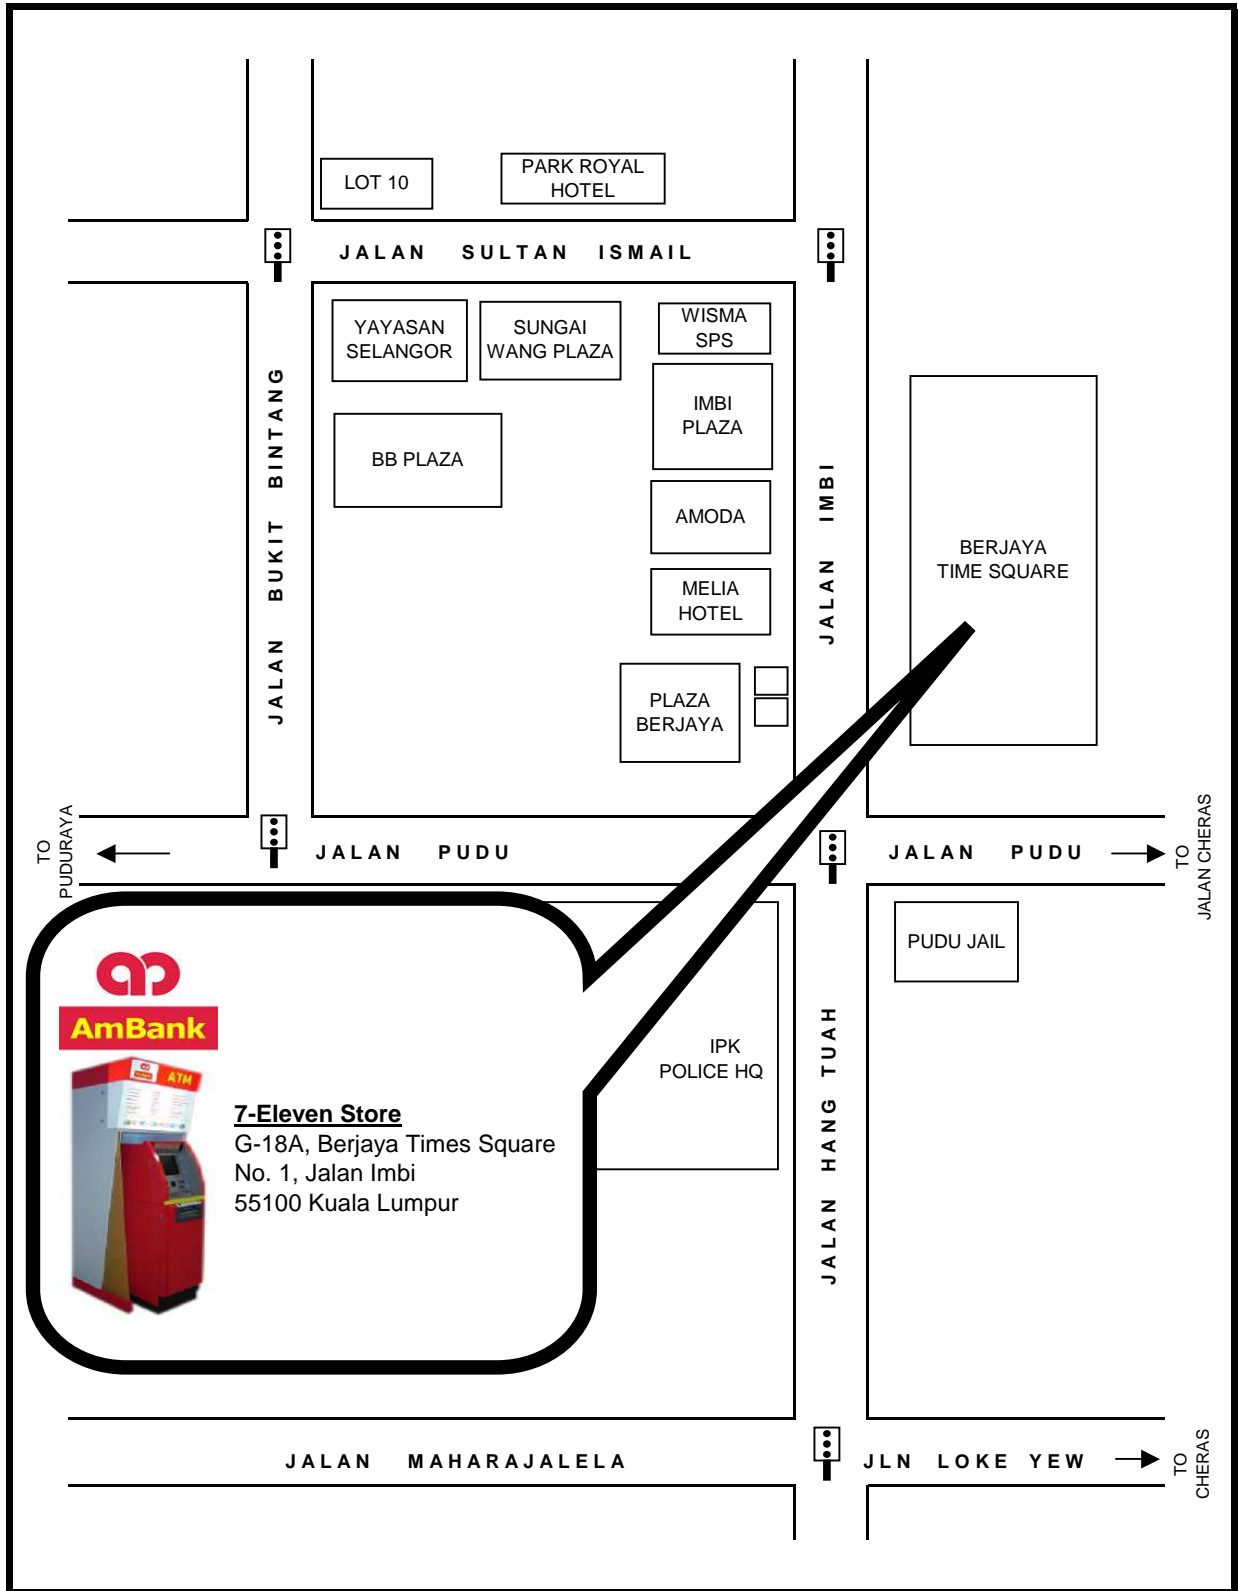 LOT 10
PARK ROYAL
HOTEL
JALAN SULTAN ISMAIL
YAYASAN
SELANGOR
SUNGAI
WANG PLAZA
WISMA
SPS
IMBI
PLAZA
BB PLAZA
AMODA
MELIA
HOTEL
PLAZA
BERJAYA
BERJAYA
TIME SQUARE
JALAN BUKIT BINTANG
JALAN IMBI
TO
PUDURAYA
JALAN PUDU
JALAN PUDU
TO
JALAN CHERAS
PUDU JAIL
IPK
POLICE HQ
JALAN HANG TUAH
AmBank
ATM
7-Eleven Store
G-18A, Berjaya Times Square
No. 1, Jalan Imbi
55100 Kuala Lumpur
JALAN MAHARAJALELA
JLN LOKE YEW
TO
CHERAS